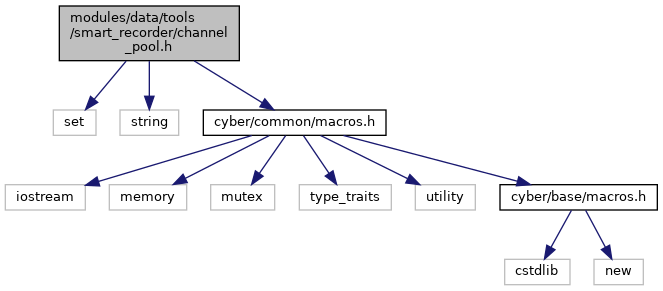 modules/data/tools
/smart_recorder/channel
_pool.h
set
string
cyber/common/macros.h
iostream
memory
mutex
type_traits
utility
cyber/base/macros.h
cstdlib
new